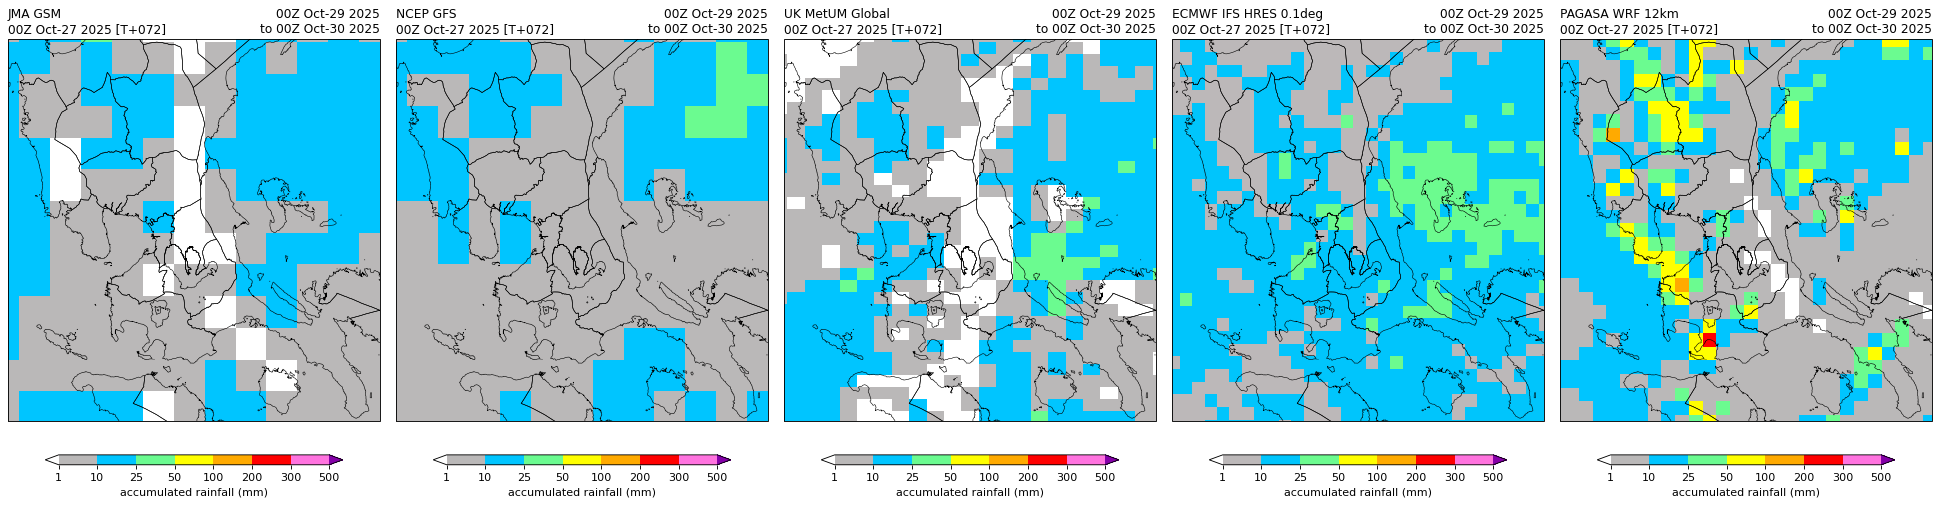 JMA GSM 00Z Oct-29 2025
00Z Oct-27 2025 [T+072] to 00Z Oct-30 2025
1 10 25 50 100 200 300 500
accumulated rainfall (mm)
NCEP GFS 00Z Oct-29 2025
00Z Oct-27 2025 [T+072] to 00Z Oct-30 2025
1 10 25 50 100 200 300 500
accumulated rainfall (mm)
UK MetUM Global 00Z Oct-29 2025
00Z Oct-27 2025 [T+072] to 00Z Oct-30 2025
1 10 25 50 100 200 300 500
accumulated rainfall (mm)
ECMWF IFS HRES 0.1deg 00Z Oct-29 2025
00Z Oct-27 2025 [T+072] to 00Z Oct-30 2025
1 10 25 50 100 200 300 500
accumulated rainfall (mm)
PAGASA WRF 12km 00Z Oct-29 2025
00Z Oct-27 2025 [T+072] to 00Z Oct-30 2025
1 10 25 50 100 200 300 500
accumulated rainfall (mm)